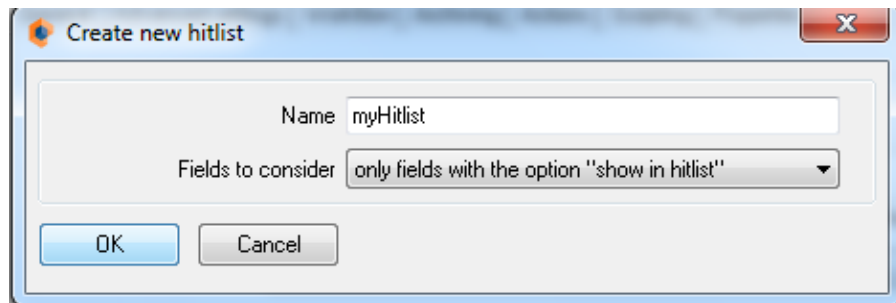 Create new hitlist
Name myHitlist
Fields to consider only fields with the option "show in hitlist"
OK Cancel